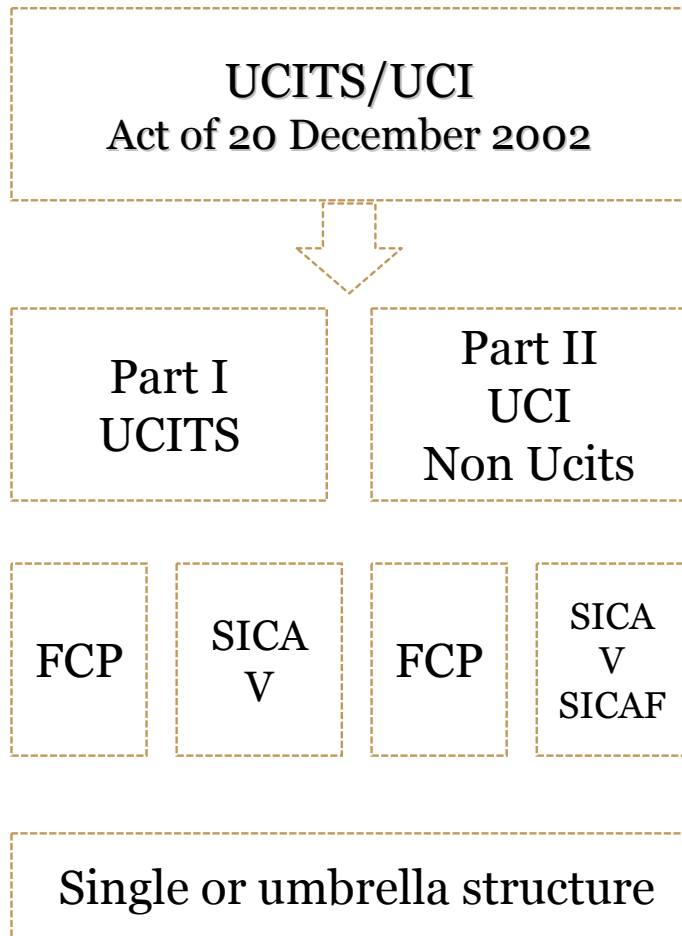 UCITS/UCI
Act of 20 December 2002
Part I
UCITS
Part II
UCI
Non Ucits
FCP
SICA
V
FCP
SICA
V
SICAF
Single or umbrella structure